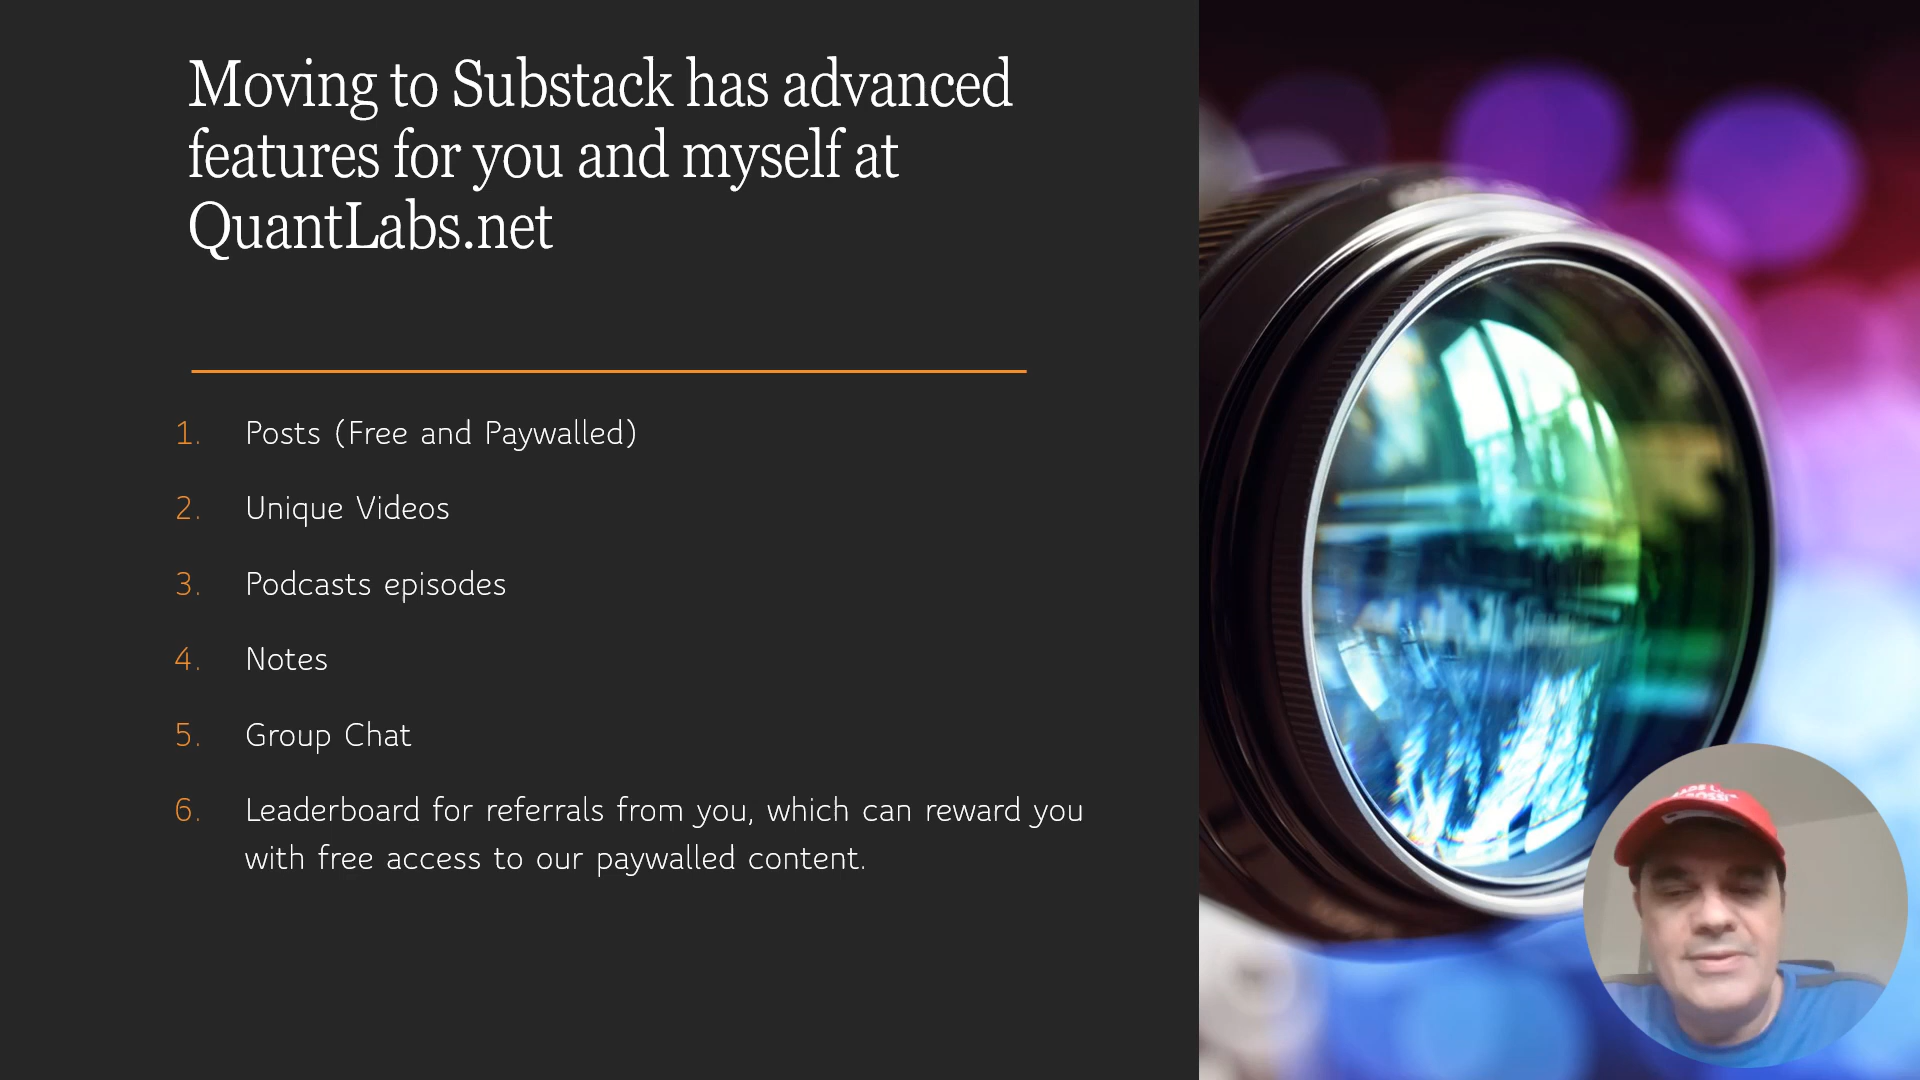 Moving to Substack has advanced
features for you and myself at
QuantLabs.net
1. Posts (Free and Paywalled)
2. Unique Videos
3. Podcasts episodes
4. Notes
5. Group Chat
6. Leaderboard for referrals from you, which can reward you
with free access to our paywalled content.